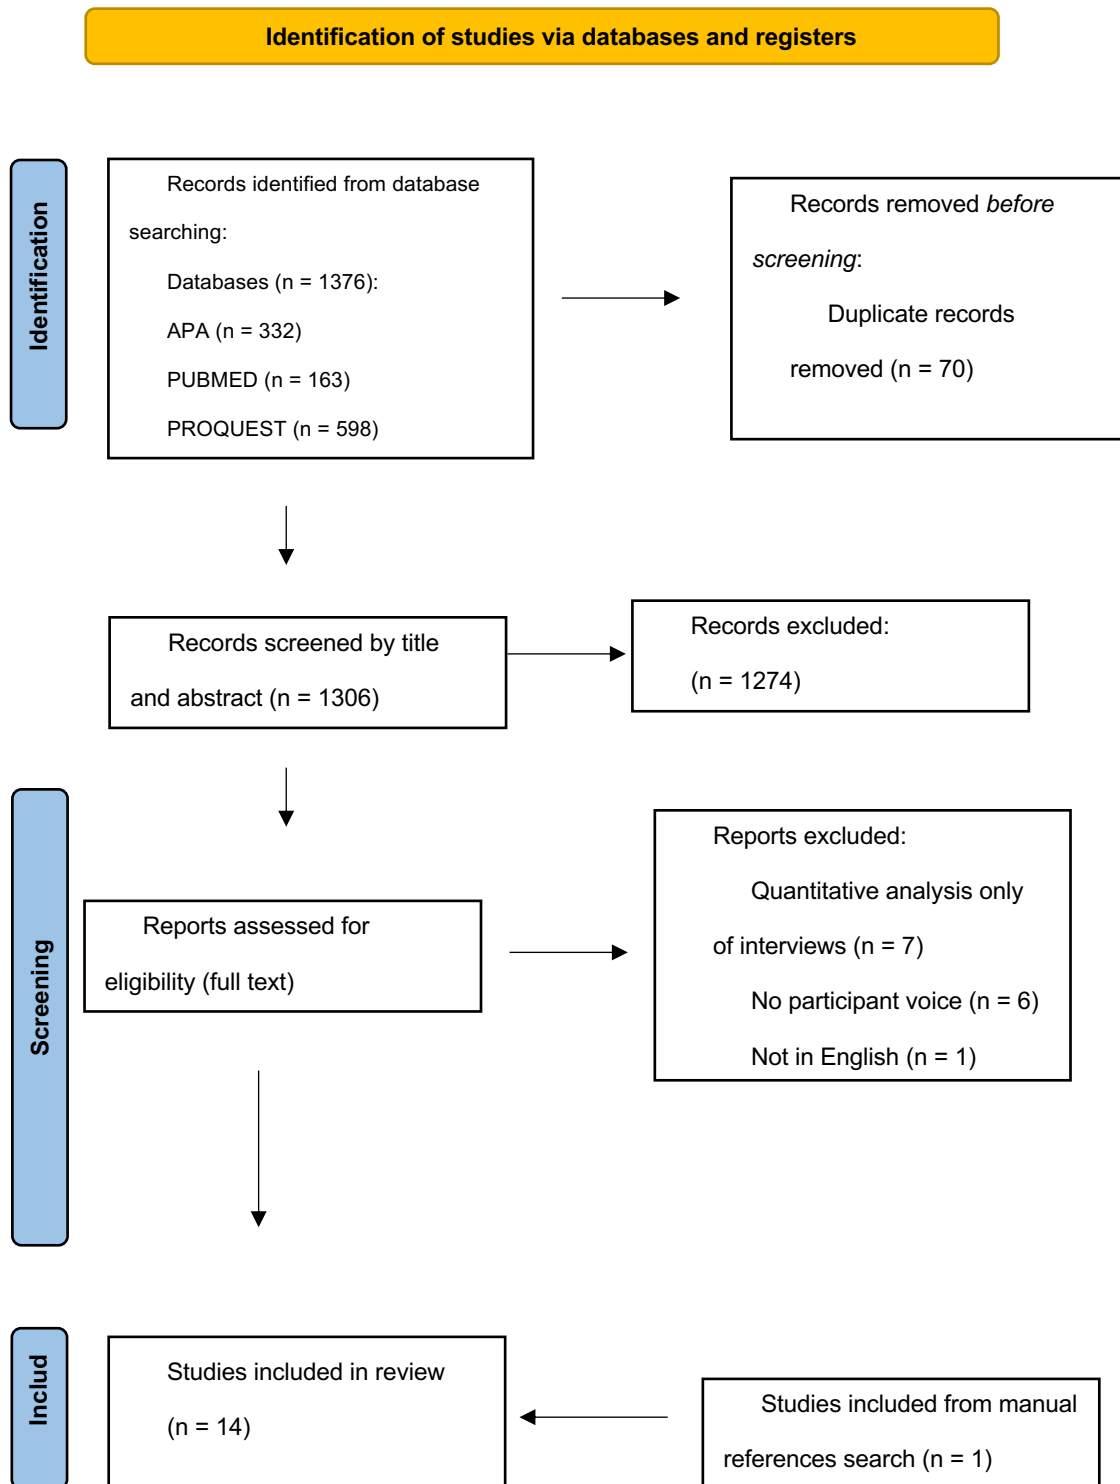 Identification of studies via databases and registers
Identification
Records identified from database
searching:
Databases (n = 1376):
APA (n = 332)
PUBMED (n = 163)
PROQUEST (n = 598)
Records removed before
screening:
Duplicate records
removed (n = 70)
Records screened by title
and abstract (n = 1306)
Records excluded:
(n = 1274)
Screening
Reports assessed for
eligibility (full text)
Reports excluded:
Quantitative analysis only
of interviews (n = 7)
No participant voice (n = 6)
Not in English (n = 1)
Includ
Studies included in review
(n = 14)
Studies included from manual
references search (n = 1)